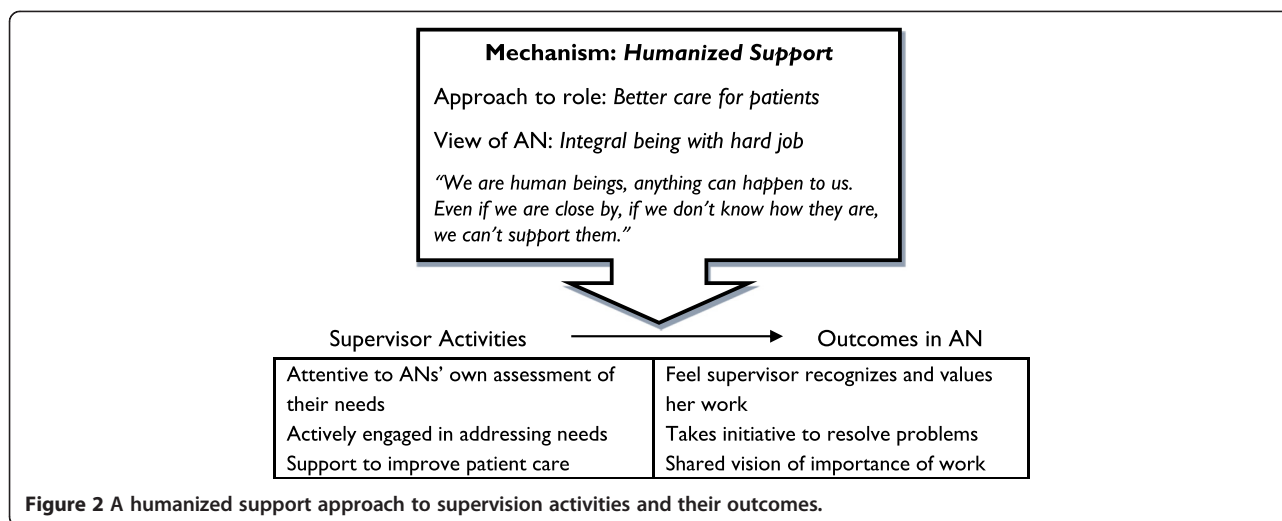 Mechanism: Humanized Support
Approach to role: Better care for patients
View of AN: Integral being with hard job
“We are human beings, anything can happen to us.
Even if we are close by, if we don’t know how they are,
we can’t support them.”
Supervisor Activities
Outcomes in AN
Attentive to ANs’ own assessment of
their needs
Actively engaged in addressing needs
Support to improve patient care
Feel supervisor recognizes and values
her work
Takes initiative to resolve problems
Shared vision of importance of work
Figure 2 A humanized support approach to supervision activities and their outcomes.